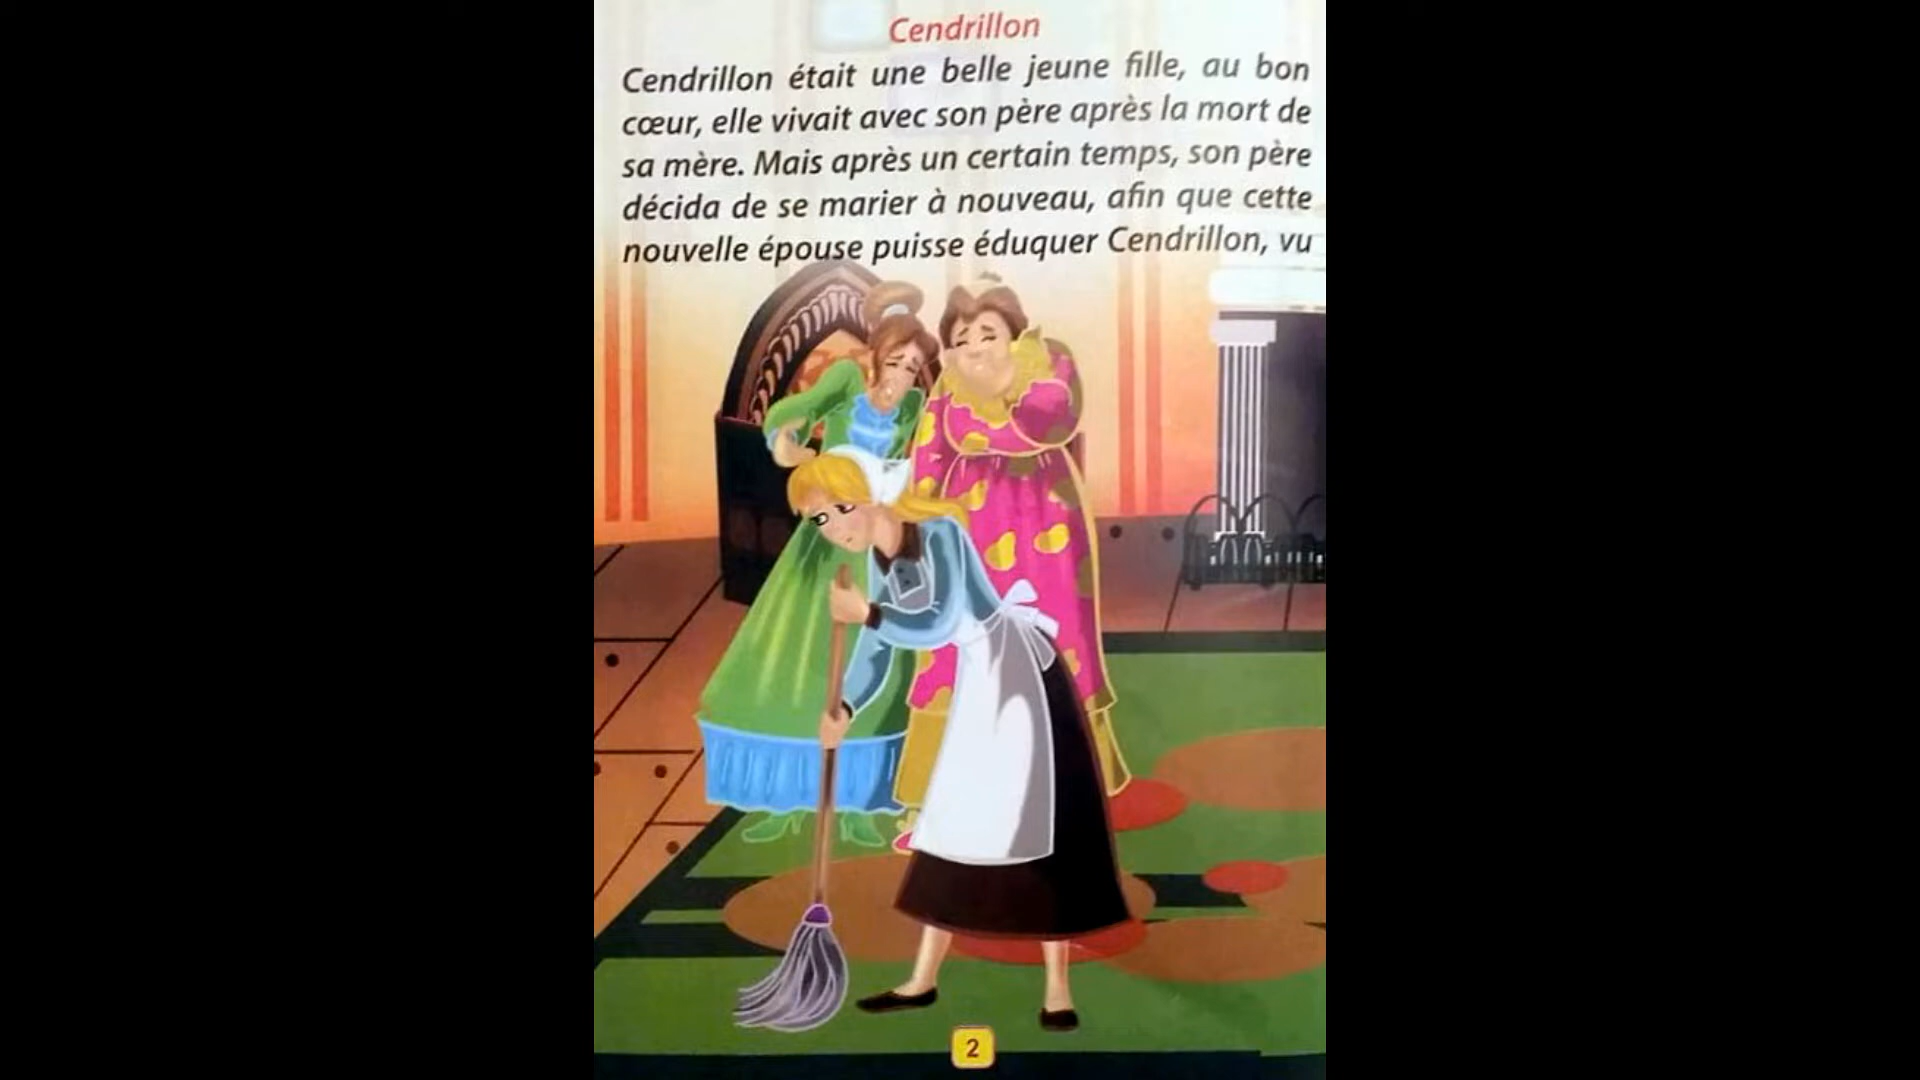 Cendrillon
Cendrillon était une belle jeune fille, au bon
cœur, elle vivait avec son père après la mort de
sa mère. Mais après un certain temps, son père
décida de se marier à nouveau, afin que cette
nouvelle épouse puisse éduquer Cendrillon, vu
2